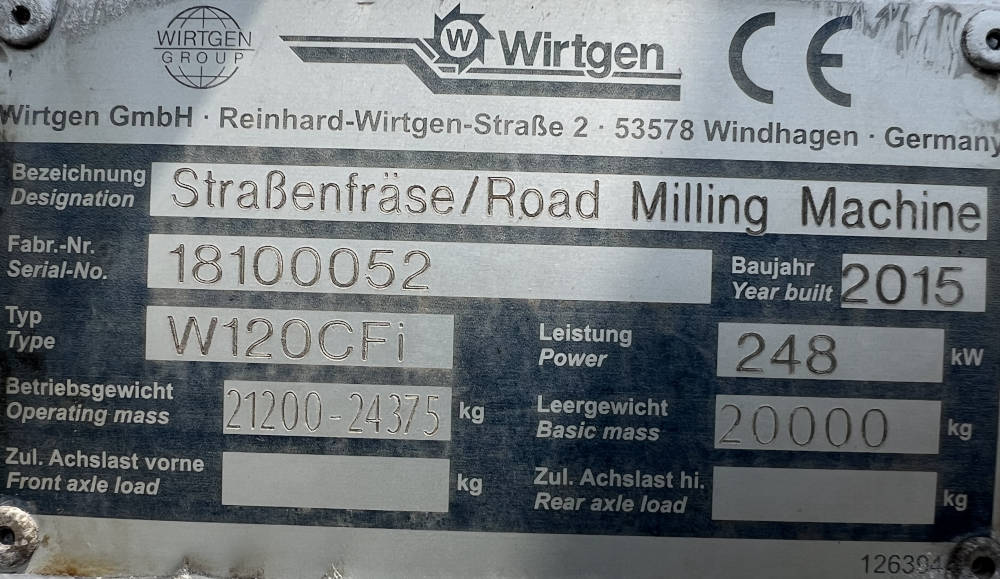 WIRTGEN
GROUP
W Wirtgen CE
Wirtgen GmbH · Reinhard-Wirtgen-Straße 2 · 53578 Windhagen · Germany
Bezeichnung
Designation Straßenfräse/Road Milling Machine
Fabr.-Nr.
Serial-No. 18100052 Baujahr
Year built 2015
Typ
Type W120CFi Leistung
Power 248 kW
Betriebsgewicht
Operating mass 21200-24375 kg Leergewicht
Basic mass 20000 kg
Zul. Achslast vorne
Front axle load kg Zul. Achslast hi.
Rear axle load kg